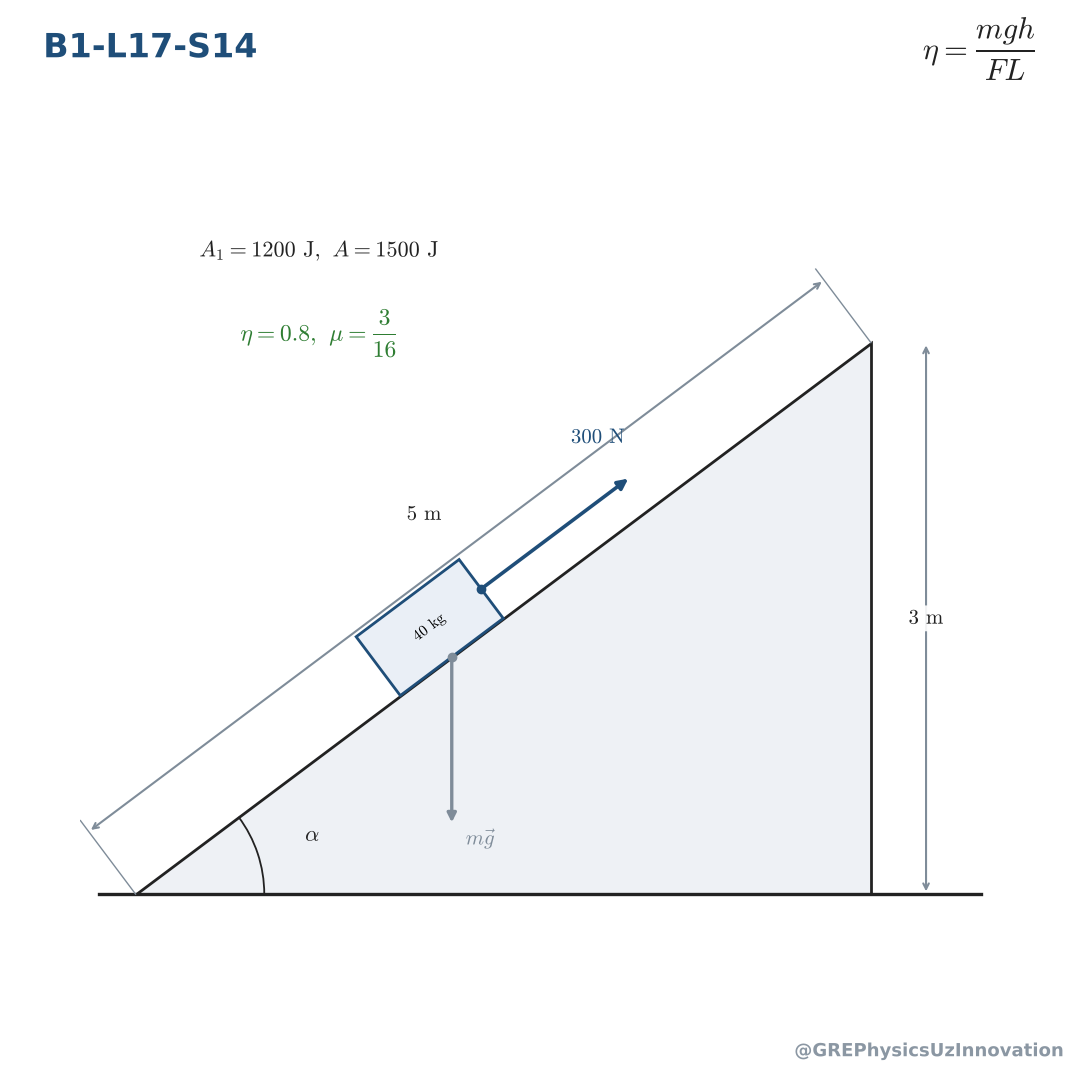 B1-L17-S14
η = mgh/FL
A₁ = 1200 J, A = 1500 J
η = 0.8, μ = 3/16
300 N
5 m
40 kg
3 m
α
mg⃗
@GREPhysicsUzInnovation